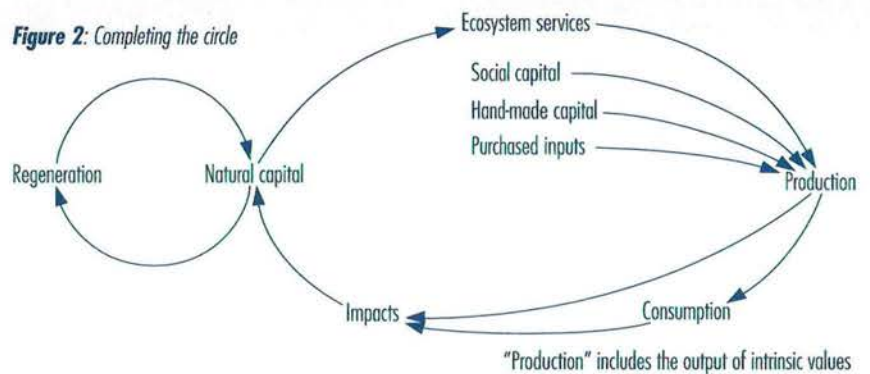 Figure 2: Completing the circle
Ecosystem services
Social capital
Hand-made capital
Purchased inputs
Regeneration
Natural capital
Production
Impacts
Consumption
"Production" includes the output of intrinsic values